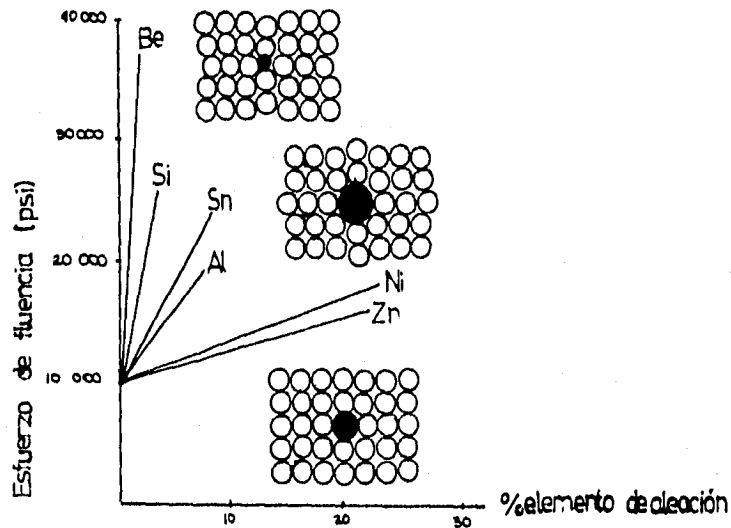 40 000
Be
30 000
Si
Sn
20 000
Al
Ni
Zn
10 000
Esfuerzo de fluencia (psi)
10
20
30
% elemento de aleación